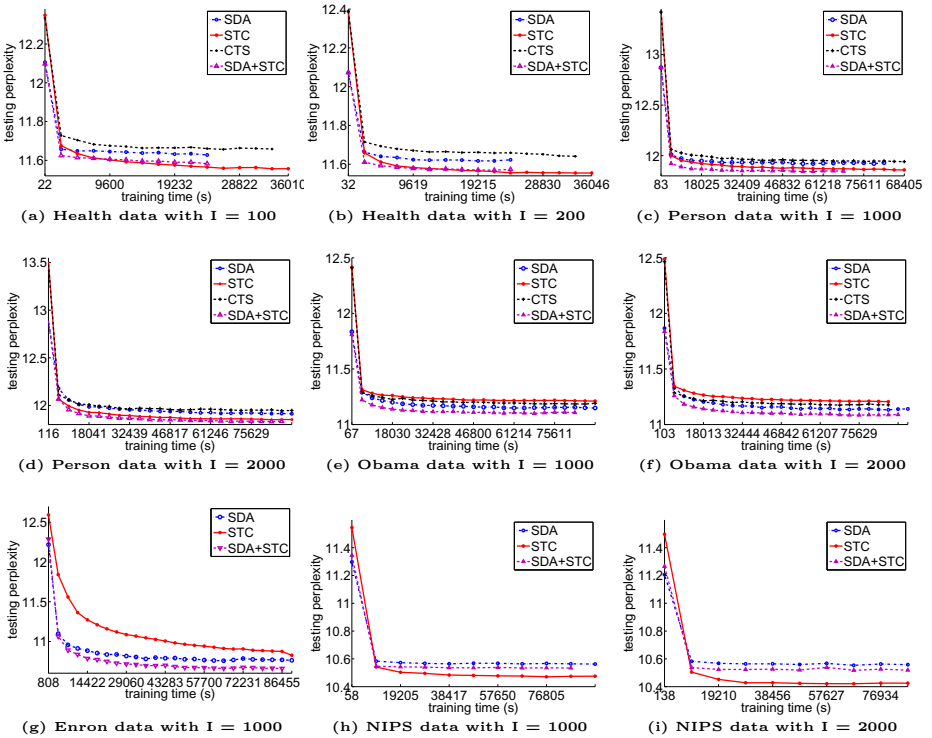 testing perplexity
12.2
12
11.8
11.6
22 9600 19232 28822 36010
training time (s)
SDA
STC
CTS
SDA+STC
(a) Health data with I = 100
testing perplexity
12.4
12.2
12
11.8
11.6
32 9619 19215 28830 36046
training time (s)
SDA
STC
CTS
SDA+STC
(b) Health data with I = 200
testing perplexity
13
12.5
12
83 18025 32409 46832 61218 75611 68405
training time (s)
SDA
STC
CTS
SDA+STC
(c) Person data with I = 1000
testing perplexity
13.5
13
12.5
12
116 18041 32439 46817 61246 75629
training time (s)
SDA
STC
CTS
SDA+STC
(d) Person data with I = 2000
testing perplexity
12.5
12
11.5
11
67 18030 32428 46800 61214 75611
training time (s)
SDA
STC
CTS
SDA+STC
(e) Obama data with I = 1000
testing perplexity
12.5
12
11.5
11
103 18013 32444 46842 61207 75629
training time (s)
SDA
STC
CTS
SDA+STC
(f) Obama data with I = 2000
testing perplexity
12.5
12
11.5
11
808 14422 29060 43283 57700 72231 86455
training time (s)
SDA
STC
SDA+STC
(g) Enron data with I = 1000
testing perplexity
11.4
11.2
11
10.8
10.6
10.4
58 19205 38417 57650 76805
training time (s)
SDA
STC
SDA+STC
(h) NIPS data with I = 1000
testing perplexity
11.6
11.4
11.2
11
10.8
10.6
10.4
138 19210 38456 57627 76934
training time (s)
SDA
STC
SDA+STC
(i) NIPS data with I = 2000